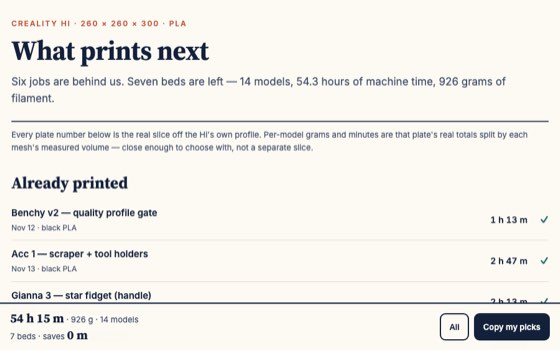 CREALITY HI · 260 × 260 × 300 · PLA
What prints next
Six jobs are behind us. Seven beds are left — 14 models, 54.3 hours of machine time, 926 grams of
filament.
Every plate number below is the real slice off the Hi's own profile. Per-model grams and minutes are that plate's real totals split by each
mesh's measured volume — close enough to choose with, not a separate slice.
Already printed
Benchy v2 — quality profile gate
1 h 13 m ✓
Nov 12 · black PLA
Acc 1 — scraper + tool holders
2 h 47 m ✓
Nov 13 · black PLA
Gianna 3 — star fidget (handle)
2 h 13 m ✓
54 h 15 m · 926 g · 14 models
7 beds · saves 0 m
All
Copy my picks